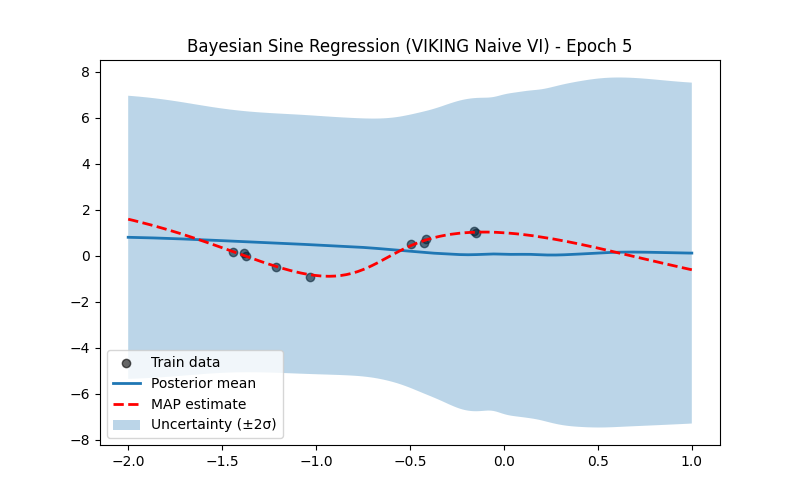 Bayesian Sine Regression (VIKING Naive VI) - Epoch 5
8
6
4
2
0
−2
−4
−6
−8
Train data
Posterior mean
MAP estimate
Uncertainty (±2σ)
−2.0 −1.5 −1.0 −0.5 0.0 0.5 1.0